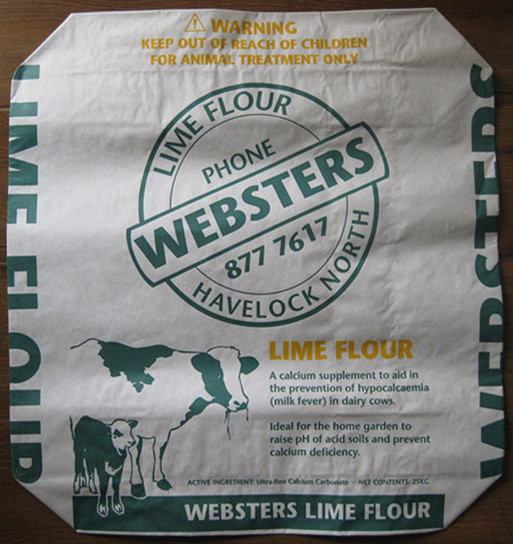 WARNING
KEEP OUT OF REACH OF CHILDREN
FOR ANIMAL TREATMENT ONLY
LIME FLOUR
PHONE
WEBSTERS
877 7617
HAVELOCK NORTH
LIME FLOUR
WEBSTERS
LIME FLOUR
A calcium supplement to aid in
the prevention of hypocalcaemia
(milk fever) in dairy cows.
Ideal for the home garden to
raise pH of acid soils and prevent
calcium deficiency.
ACTIVE INGREDIENT: Ultra-fine Calcium Carbonate - NET CONTENTS: 25KG
WEBSTERS LIME FLOUR